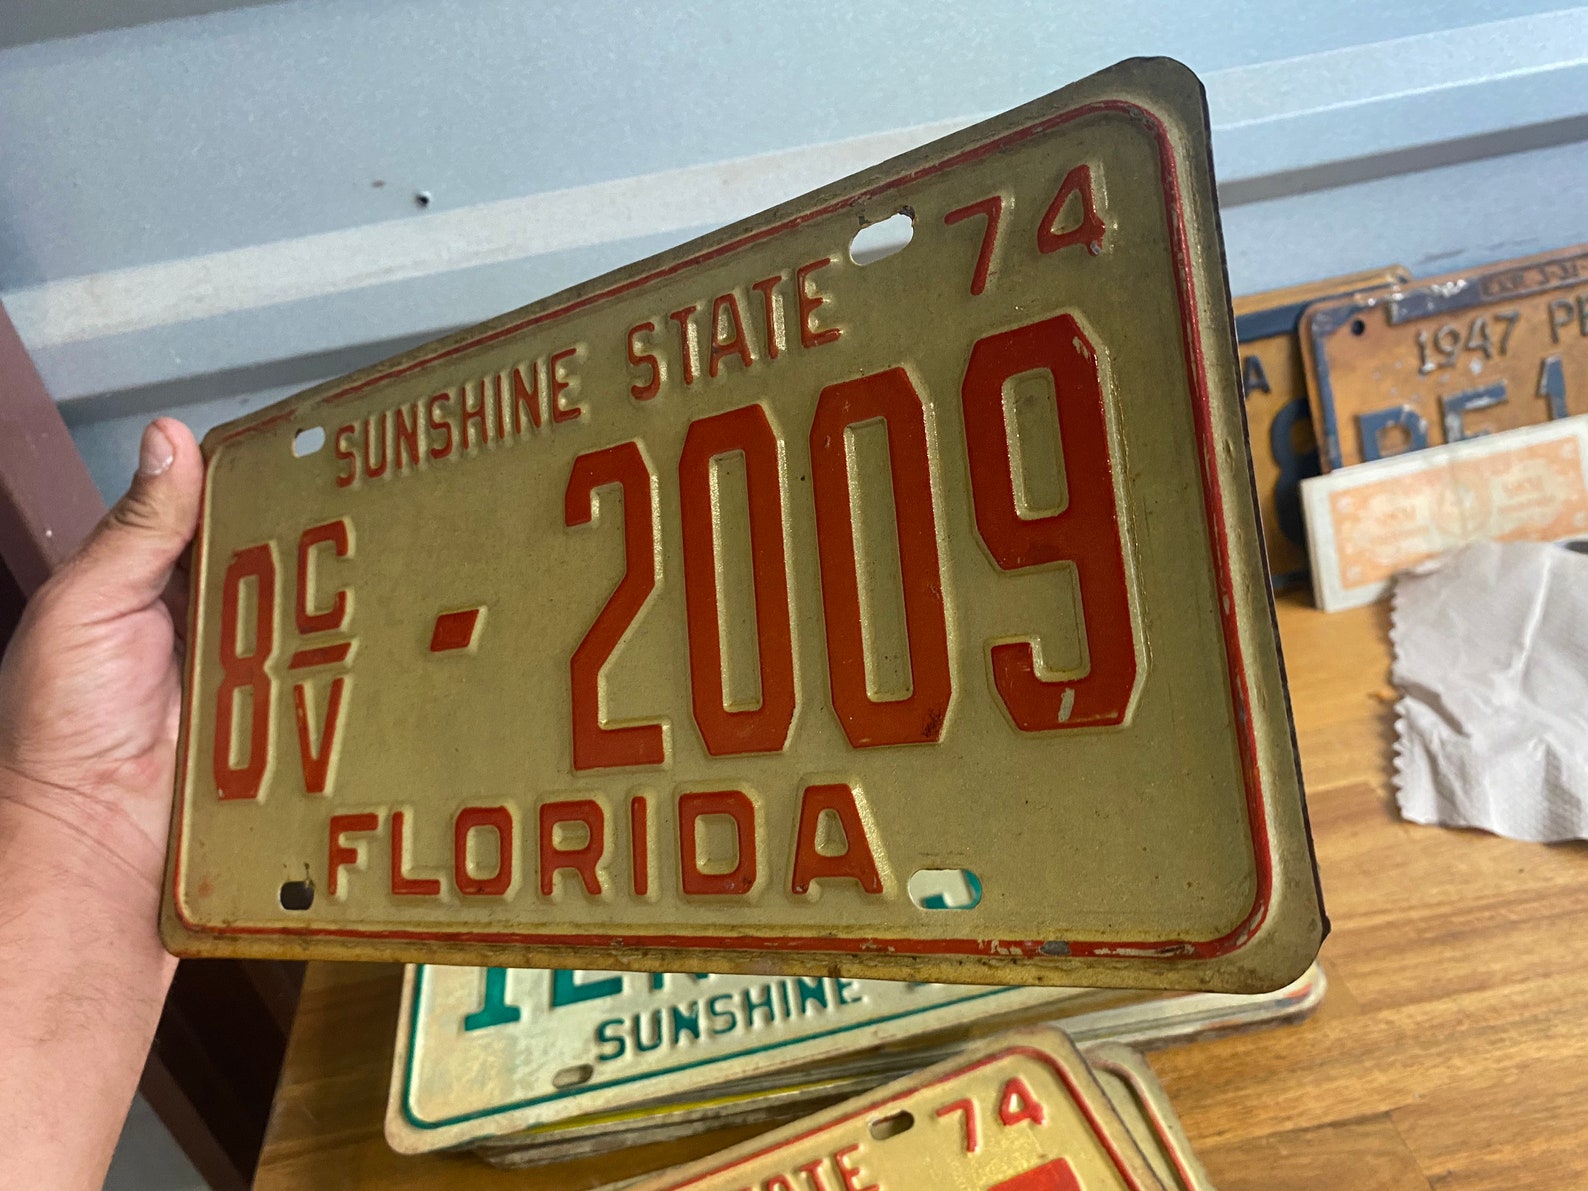 74
SUNSHINE STATE
8 C/V - 2009
FLORIDA
1947
SUNSHINE
74